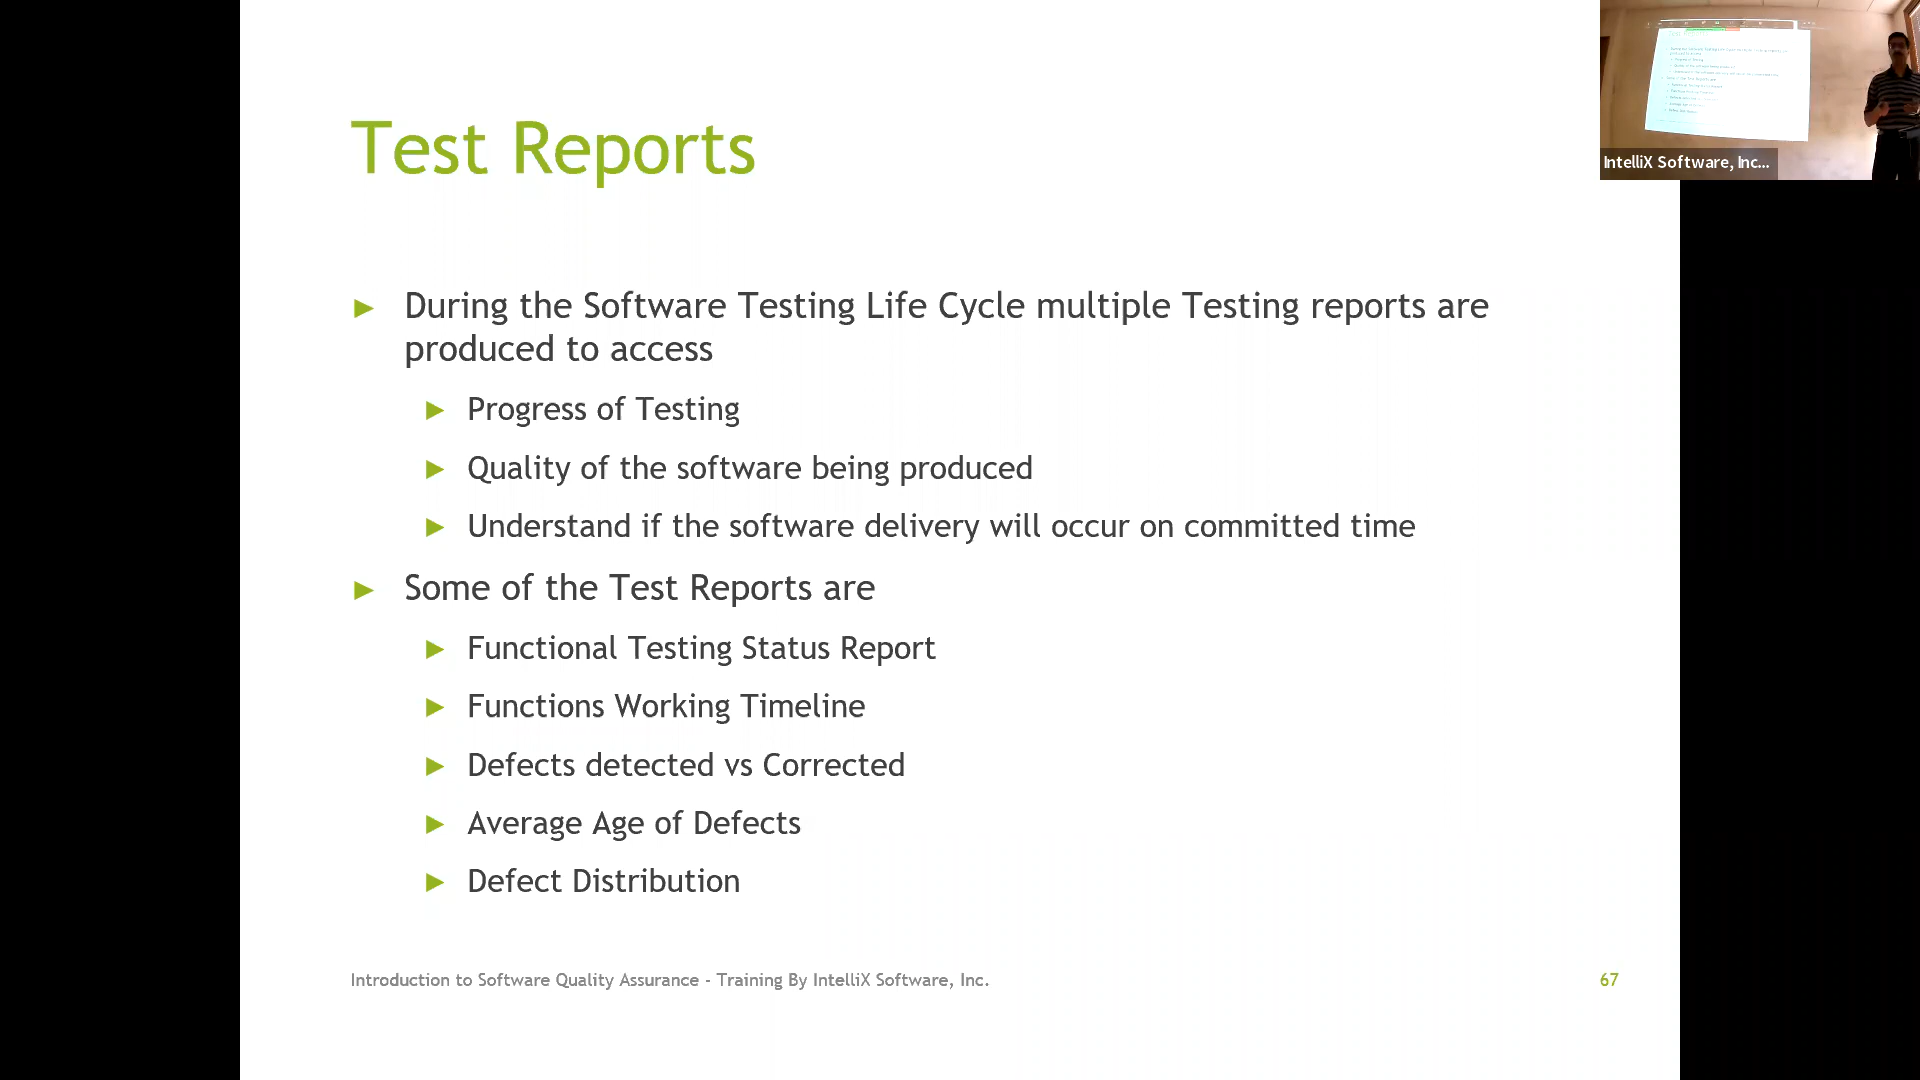 Test Reports
► During the Software Testing Life Cycle multiple Testing reports are
produced to access
► Progress of Testing
► Quality of the software being produced
► Understand if the software delivery will occur on committed time
► Some of the Test Reports are
► Functional Testing Status Report
► Functions Working Timeline
► Defects detected vs Corrected
► Average Age of Defects
► Defect Distribution
Introduction to Software Quality Assurance - Training By IntelliX Software, Inc.
67
IntelliX Software, Inc...